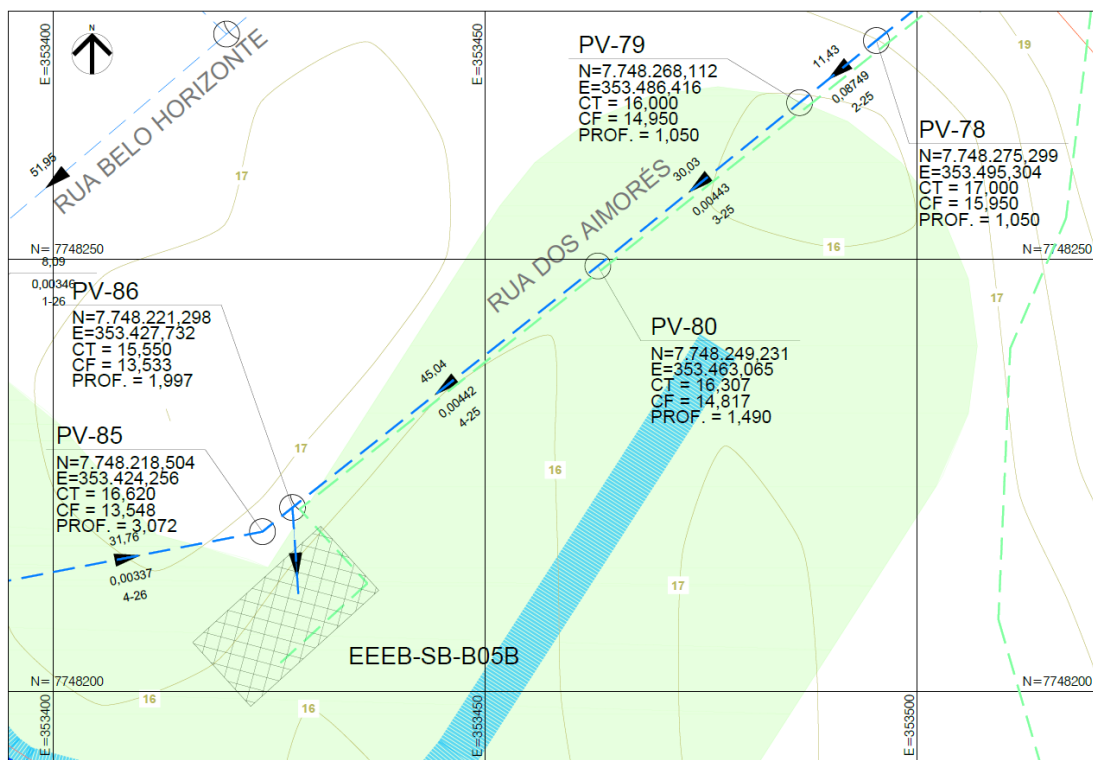 N
E=353400
E=353450
E=353500
RUA BELO HORIZONTE
51,95
17
PV-79
N=7.748.268,112
E=353.486,416
CT = 16,000
CF = 14,950
PROF. = 1,050
11,43
0,08749
2-25
19
PV-78
N=7.748.275,299
E=353.495,304
CT = 17,000
CF = 15,950
PROF. = 1,050
30,03
0,00443
3-25
RUA DOS AIMORÉS
16
N= 7748250
N=7748250
8,09
0,00346
1-26
17
PV-86
N=7.748.221,298
E=353.427,732
CT = 15,550
CF = 13,533
PROF. = 1,997
PV-80
N=7.748.249,231
E=353.463,065
CT = 16,307
CF = 14,817
PROF. = 1,490
45,04
0,00442
4-25
PV-85
N=7.748.218,504
E=353.424,256
CT = 16,620
CF = 13,548
PROF. = 3,072
17
16
31,76
0,00337
4-26
17
EEEB-SB-B05B
N= 7748200
N=7748200
16
16
E=353400
E=353450
E=353500